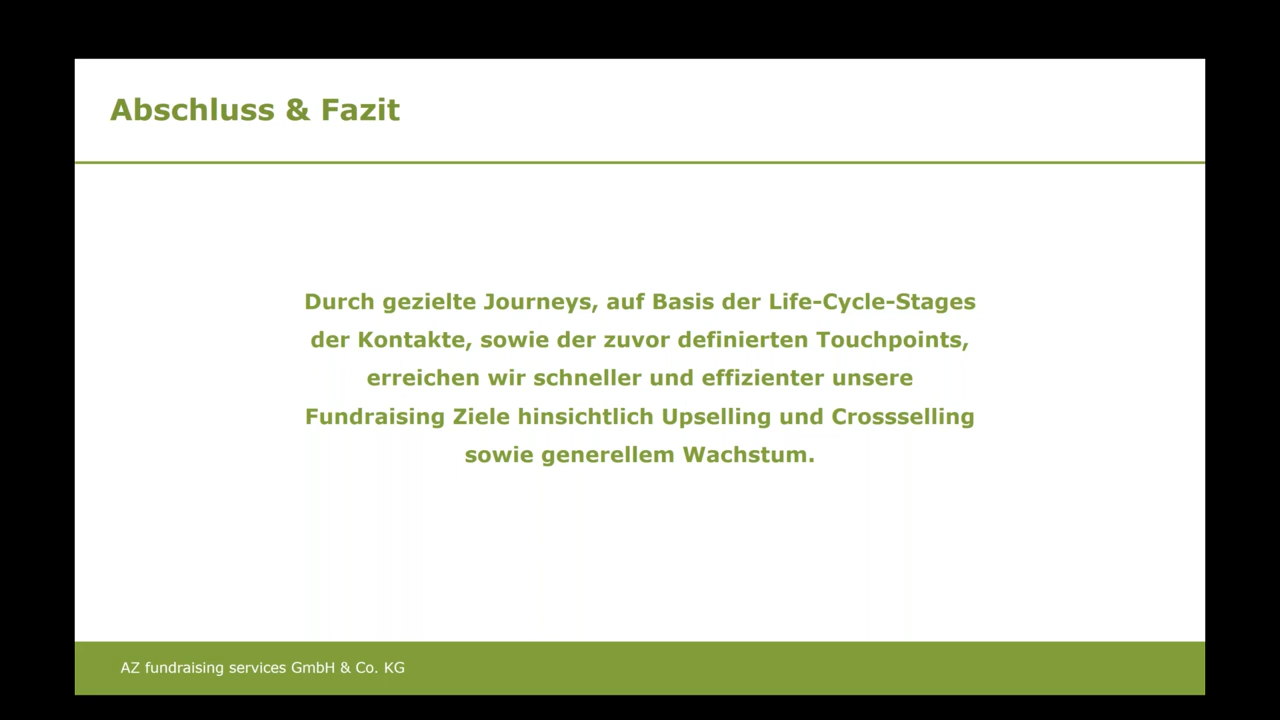 Abschluss & Fazit
Durch gezielte Journeys, auf Basis der Life-Cycle-Stages
der Kontakte, sowie der zuvor definierten Touchpoints,
erreichen wir schneller und effizienter unsere
Fundraising Ziele hinsichtlich Upselling und Crossselling
sowie generellem Wachstum.
AZ fundraising services GmbH & Co. KG